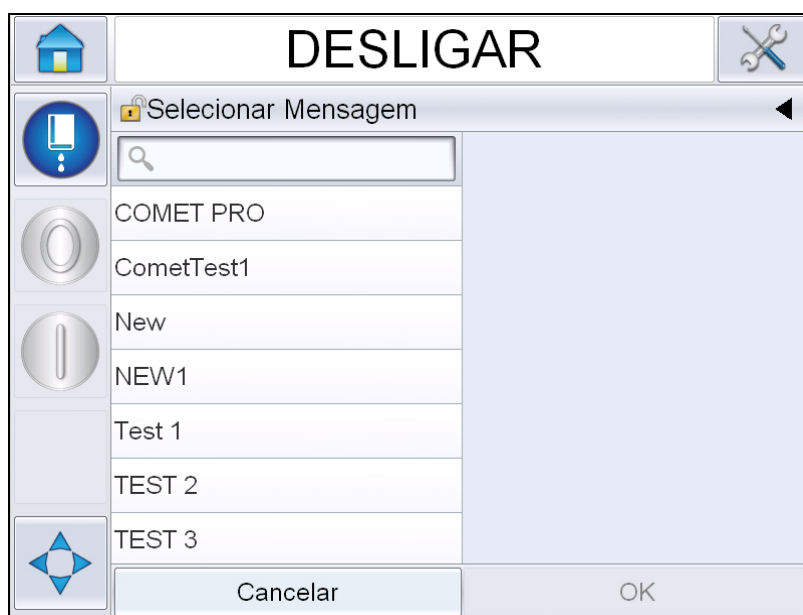 DESLIGAR
Selecionar Mensagem
COMET PRO
CometTest1
New
NEW1
Test 1
TEST 2
TEST 3
Cancelar
OK